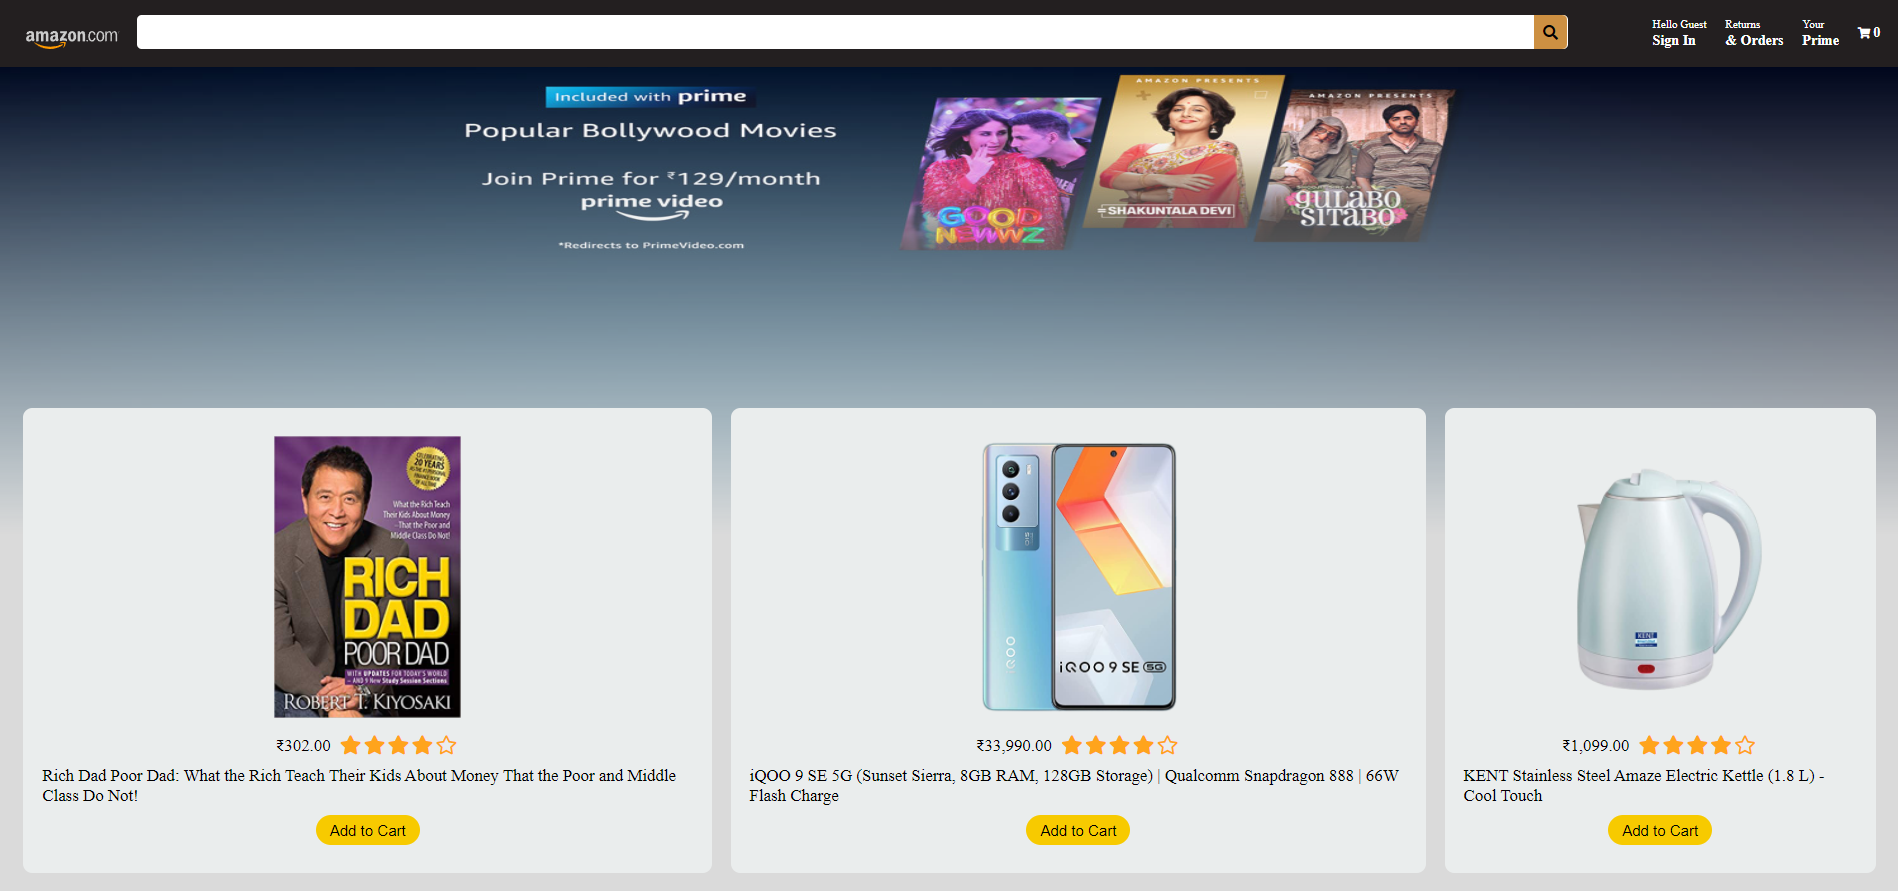 amazon.com
Hello Guest
Sign In
Returns
& Orders
Your
Prime
0
Included with prime
Popular Bollywood Movies
Join Prime for ₹129/month
prime video
*Redirects to PrimeVideo.com
GOOD
NEWWZ
AMAZON PRESENTS
SHAKUNTALA DEVI
AMAZON PRESENTS
GULABO
SITABO
CELEBRATING
20 YEARS
What the Rich Teach
Their Kids About Money
–That the Poor and
Middle Class Do Not!
RICH
DAD
POOR DAD
WITH UPDATES FOR TODAY'S WORLD
— AND 9 New Study Session Sections
ROBERT T. KIYOSAKI
₹302.00
Rich Dad Poor Dad: What the Rich Teach Their Kids About Money That the Poor and Middle
Class Do Not!
Add to Cart
5G
iQOO
iQOO 9 SE 5G
₹33,990.00
iQOO 9 SE 5G (Sunset Sierra, 8GB RAM, 128GB Storage) | Qualcomm Snapdragon 888 | 66W
Flash Charge
Add to Cart
KENT
₹1,099.00
KENT Stainless Steel Amaze Electric Kettle (1.8 L) -
Cool Touch
Add to Cart